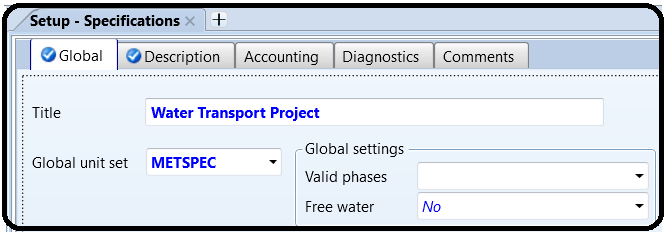 Setup - Specifications
Global Description Accounting Diagnostics Comments
Title Water Transport Project
Global unit set METSPEC
Global settings
Valid phases
Free water No